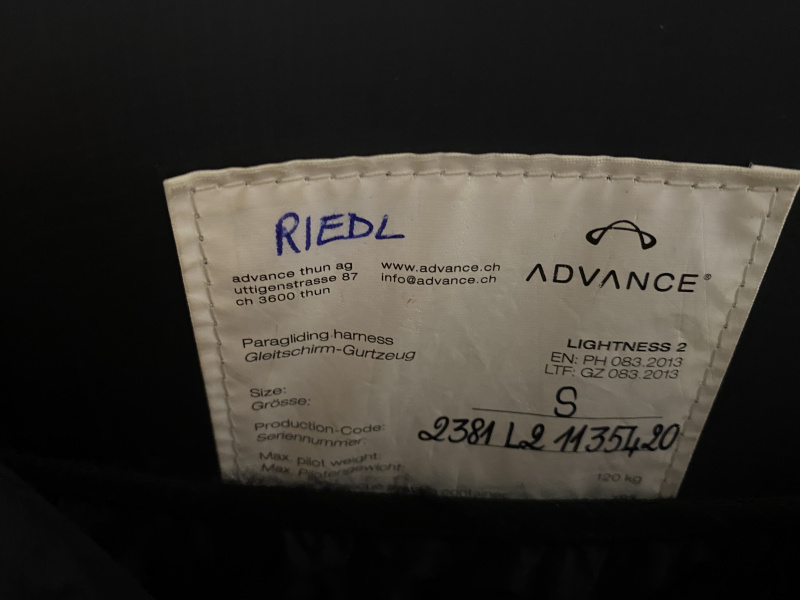 RIEDL
advance thun ag
uttigenstrasse 87
ch 3600 thun
www.advance.ch
info@advance.ch
ADVANCE®
Paragliding harness
Gleitschirm-Gurtzeug
LIGHTNESS 2
EN: PH 083.2013
LTF: GZ 083.2013
Size:
Grösse:
S
Production-Code:
Seriennummer:
2381 L2 1135420
Max. pilot weight:
Max. Pilotengewicht:
120 kg
container